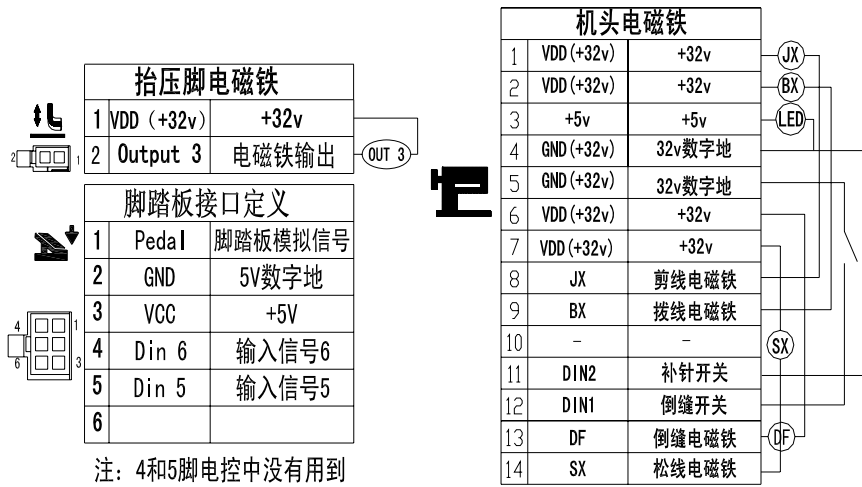 抬压脚电磁铁
1 VDD (+32v) +32v
2 Output 3 电磁铁输出 OUT 3
2 1
脚踏板接口定义
1 Pedal 脚踏板模拟信号
2 GND 5V数字地
3 VCC +5V
4 Din 6 输入信号6
5 Din 5 输入信号5
6
4 1
6 3
注: 4和5脚电控中没有用到
机头电磁铁
1 VDD(+32v) +32v JX
2 VDD(+32v) +32v BX
3 +5v +5v LED
4 GND(+32v) 32v数字地
5 GND(+32v) 32v数字地
6 VDD(+32v) +32v
7 VDD(+32v) +32v
8 JX 剪线电磁铁
9 BX 拨线电磁铁
10 - - SX
11 DIN2 补针开关
12 DIN1 倒缝开关
13 DF 倒缝电磁铁 DF
14 SX 松线电磁铁